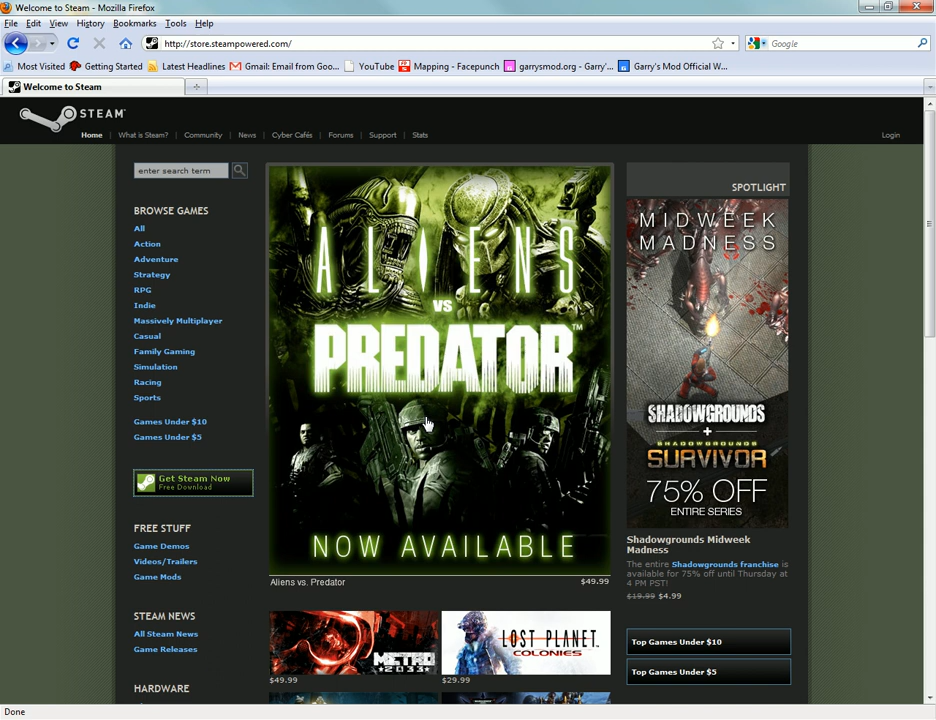 Welcome to Steam - Mozilla Firefox
File Edit View History Bookmarks Tools Help
http://store.steampowered.com/
Google
Most Visited Getting Started Latest Headlines Gmail: Email from Goo... YouTube Mapping - Facepunch garrysmod.org - Garry'... Garry's Mod Official W...
Welcome to Steam
STEAM
Home | What is Steam? | Community | News | Cyber Cafés | Forums | Support | Stats
Login
enter search term
BROWSE GAMES
All
Action
Adventure
Strategy
RPG
Indie
Massively Multiplayer
Casual
Family Gaming
Simulation
Racing
Sports
Games Under $10
Games Under $5
Get Steam Now
Free Download
FREE STUFF
Game Demos
Videos/Trailers
Game Mods
STEAM NEWS
All Steam News
Game Releases
HARDWARE
ALIENS
VS
PREDATOR™
NOW AVAILABLE
Aliens vs. Predator $49.99
METRO
2033
$49.99
LOST PLANET
COLONIES
$29.99
SPOTLIGHT
MIDWEEK
MADNESS
SHADOWGROUNDS
+
SHADOWGROUNDS
SURVIVOR
75% OFF
ENTIRE SERIES
Shadowgrounds Midweek
Madness
The entire Shadowgrounds franchise is
available for 75% off until Thursday at
4 PM PST!
$19.99 $4.99
Top Games Under $10
Top Games Under $5
Done